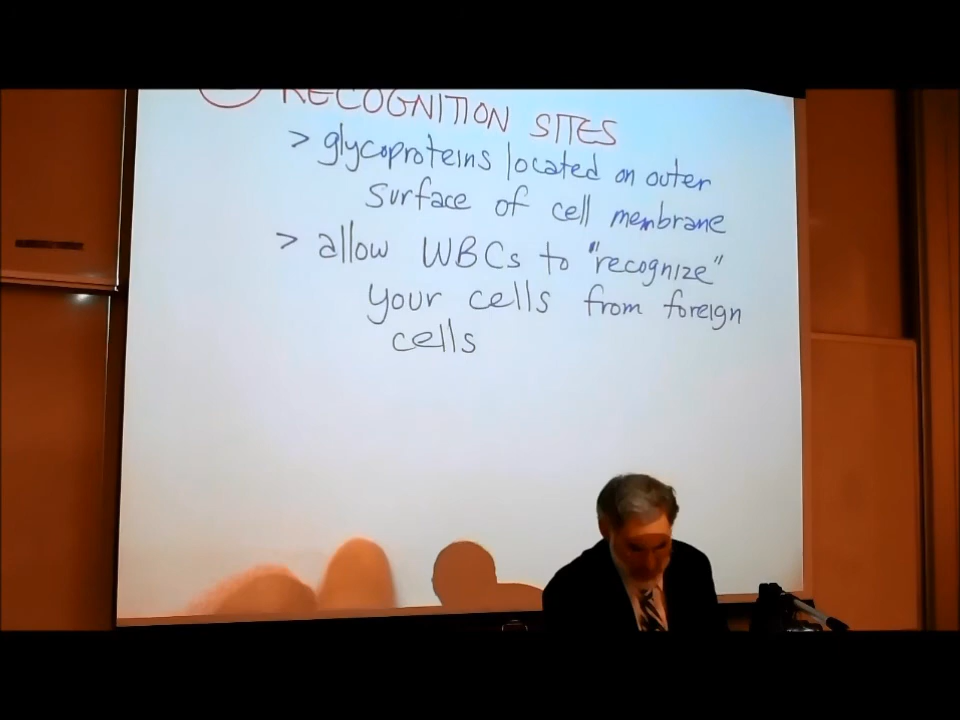 RECOGNITION SITES
> glycoproteins located on outer
surface of cell membrane
> allow WBCs to "recognize"
your cells from foreign
cells